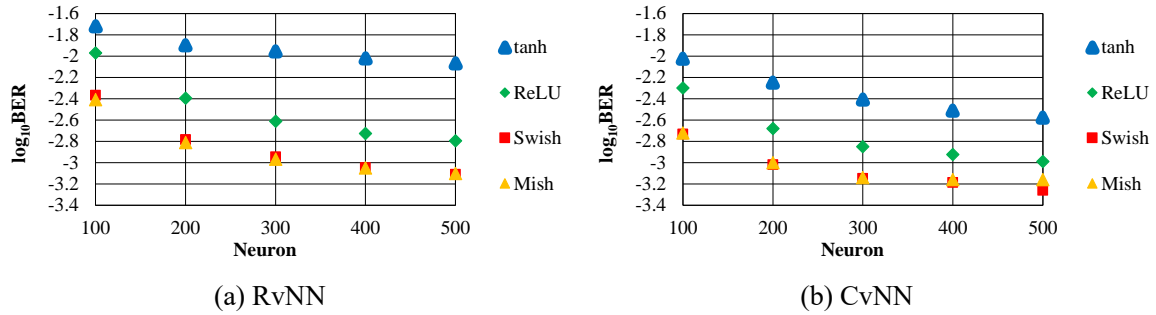 -1.6
-1.8
-2
-2.2
-2.4
-2.6
-2.8
-3
-3.2
-3.4
log₁₀BER
100 200 300 400 500
Neuron
tanh
ReLU
Swish
Mish
(a) RvNN
-1.6
-1.8
-2
-2.2
-2.4
-2.6
-2.8
-3
-3.2
-3.4
log₁₀BER
100 200 300 400 500
Neuron
tanh
ReLU
Swish
Mish
(b) CvNN